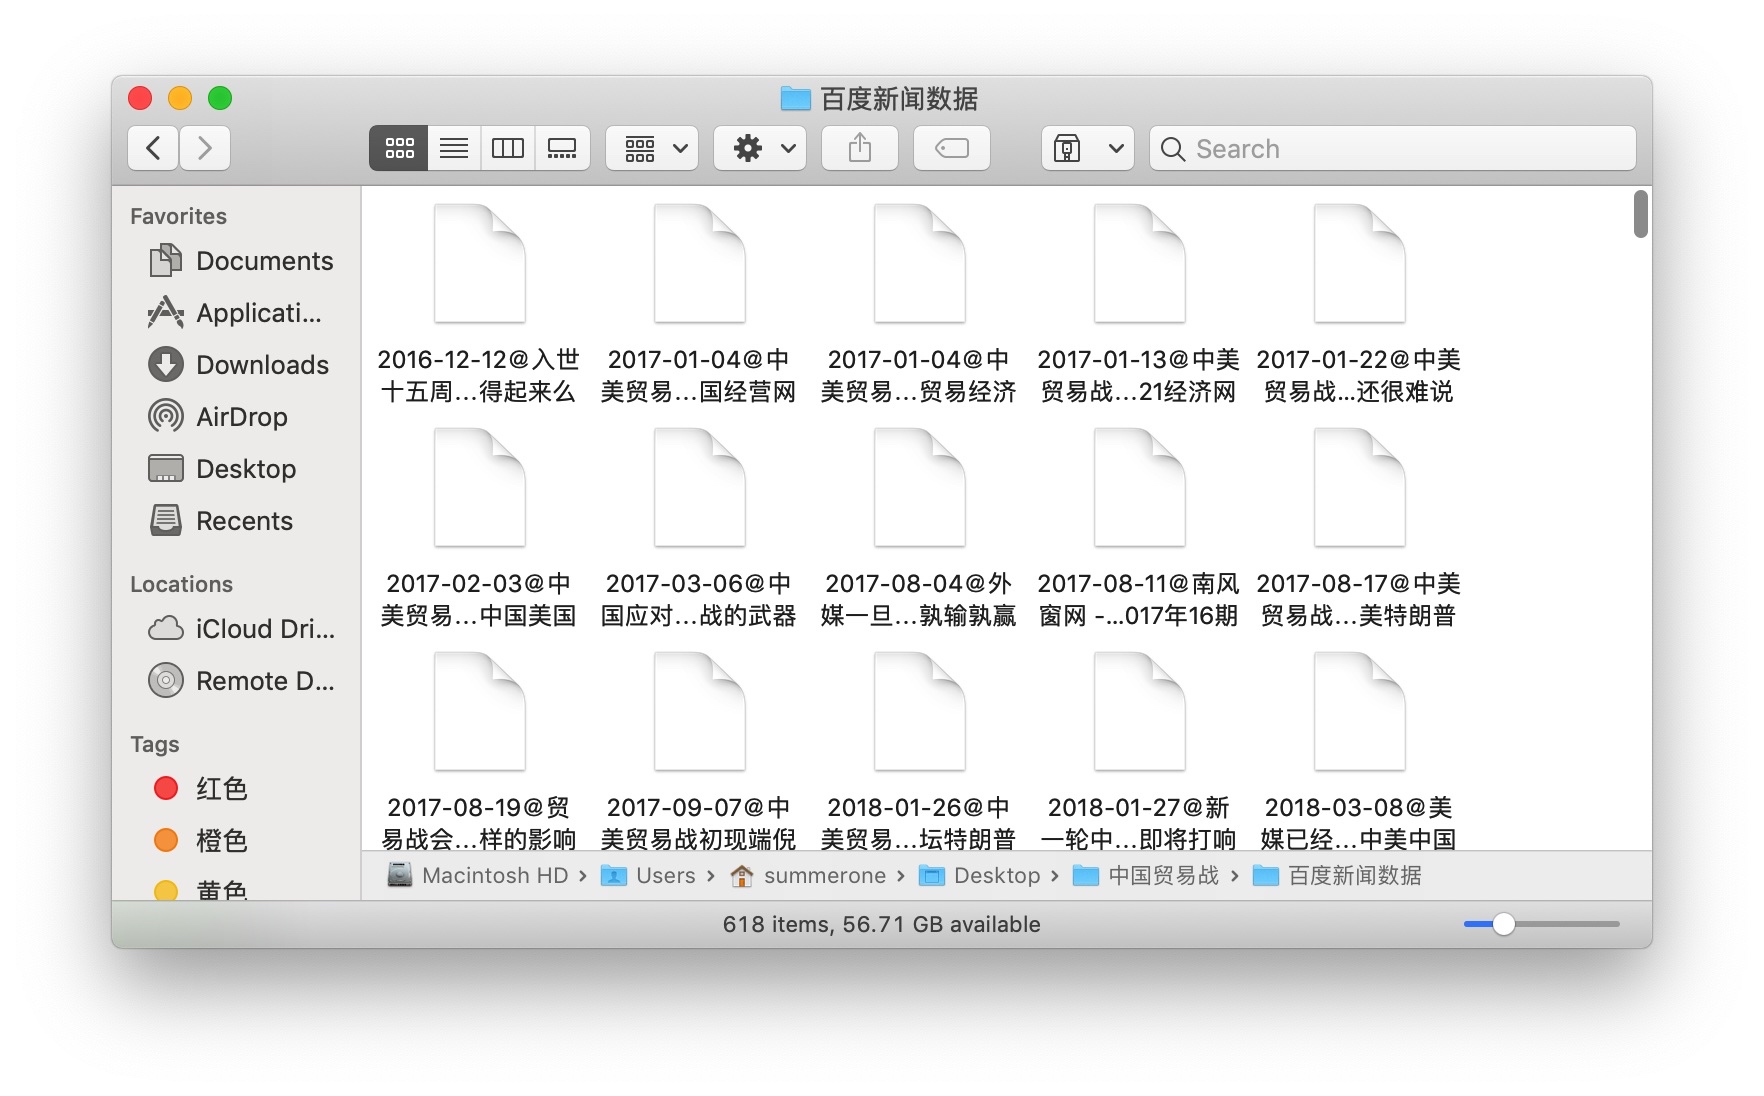 百度新闻数据
Search
Favorites
Documents
Applicati...
Downloads
AirDrop
Desktop
Recents
Locations
iCloud Dri...
Remote D...
Tags
红色
橙色
黄色
2016-12-12@入世
十五周...得起来么
2017-01-04@中
美贸易...国经营网
2017-01-04@中
美贸易...贸易经济
2017-01-13@中美
贸易战...21经济网
2017-01-22@中美
贸易战...还很难说
2017-02-03@中
美贸易...中国美国
2017-03-06@中
国应对...战的武器
2017-08-04@外
媒一旦...孰输孰赢
2017-08-11@南风
窗网 -...017年16期
2017-08-17@中美
贸易战...美特朗普
2017-08-19@贸
易战会...样的影响
2017-09-07@中
美贸易战初现端倪
2018-01-26@中
美贸易...坛特朗普
2018-01-27@新
一轮中...即将打响
2018-03-08@美
媒已经...中美中国
Macintosh HD › Users › summerone › Desktop › 中国贸易战 › 百度新闻数据
618 items, 56.71 GB available